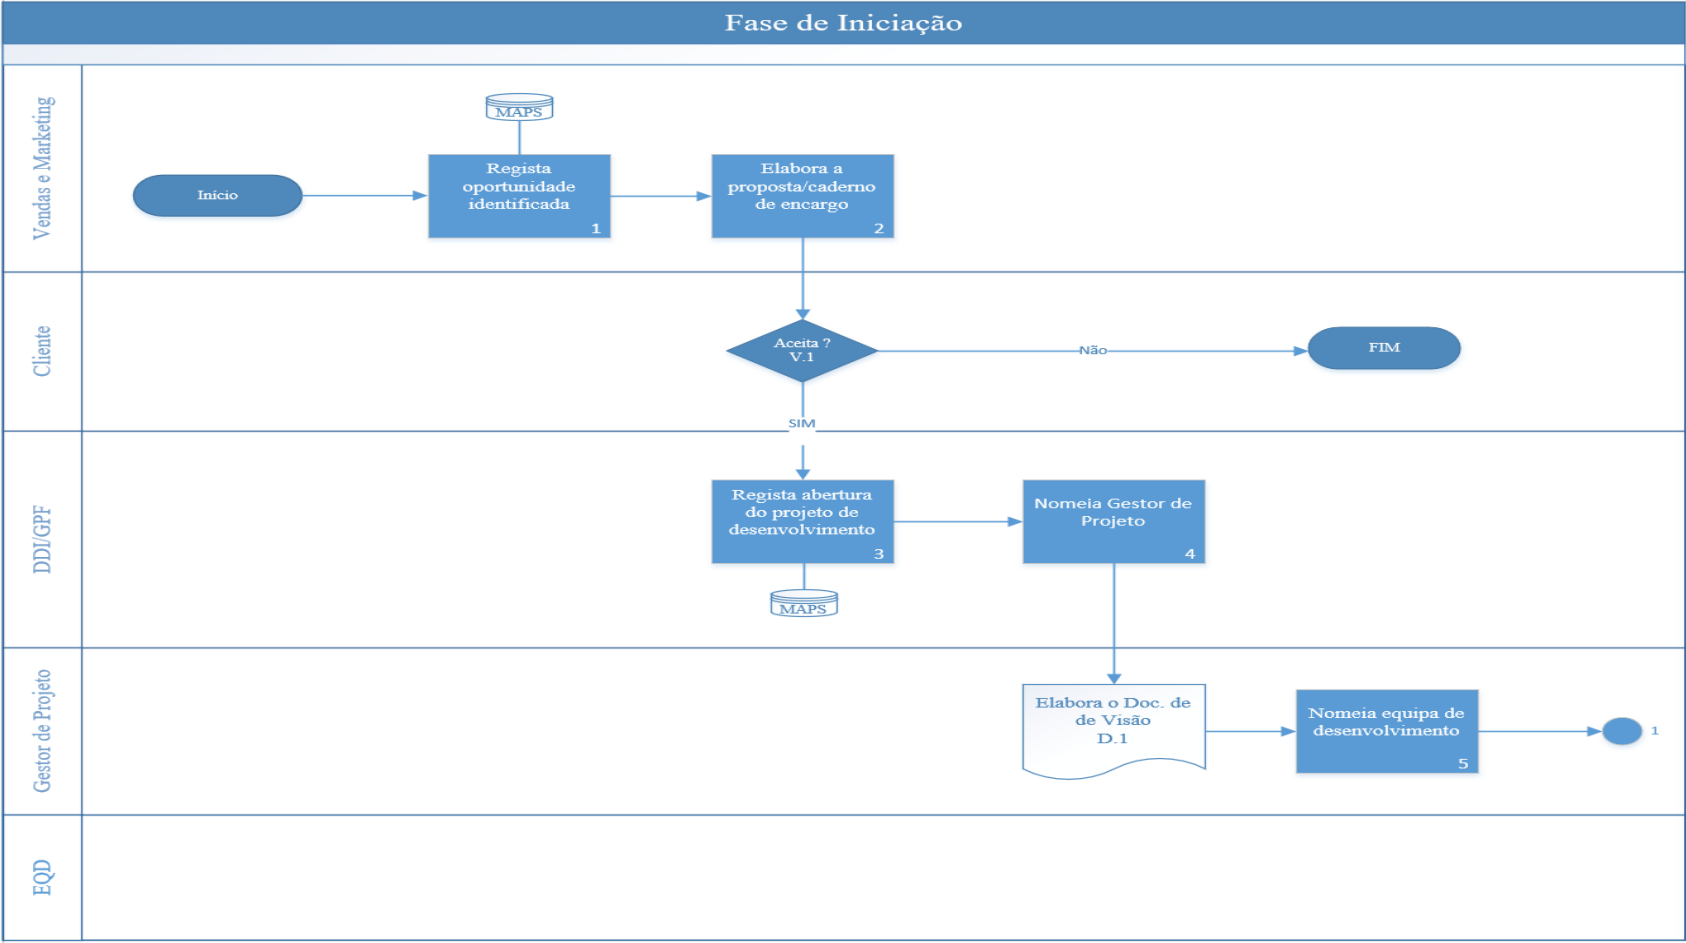 Fase de Iniciação
Vendas e Marketing
MAPS
Início
Regista
oportunidade
identificada
1
Elabora a
proposta/caderno
de encargo
2
Cliente
Aceita ?
V.1
Não
FIM
SIM
DDI/GPF
Regista abertura
do projeto de
desenvolvimento
3
Nomeia Gestor de
Projeto
4
MAPS
Gestor de Projeto
Elabora o Doc. de
de Visão
D.1
Nomeia equipa de
desenvolvimento
5
1
EQD